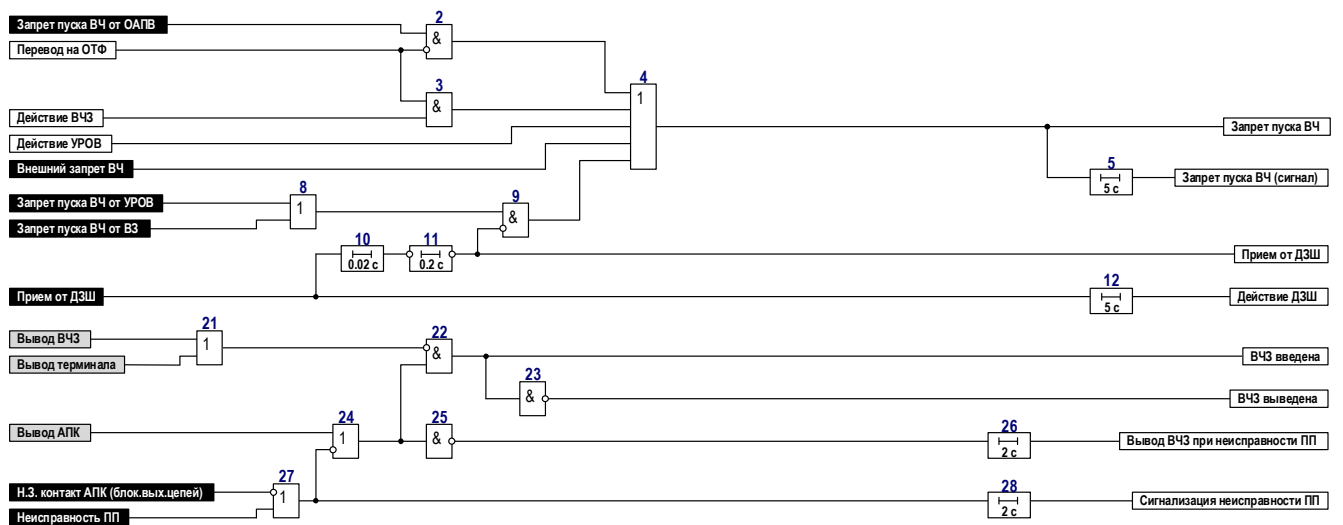 Запрет пуска ВЧ от ОАПВ
2
&
Перевод на ОТФ
3
&
4
1
Действие ВЧЗ
Запрет пуска ВЧ
Действие УРОВ
Внешний запрет ВЧ
5
5 с
Запрет пуска ВЧ (сигнал)
8
1
9
&
Запрет пуска ВЧ от УРОВ
Запрет пуска ВЧ от ВЗ
10
0.02 с
11
0.2 с
Прием от ДЗШ
Прием от ДЗШ
12
5 с
Действие ДЗШ
21
1
Вывод ВЧЗ
22
&
ВЧЗ введена
Вывод терминала
23
&
ВЧЗ выведена
Вывод АПК
24
1
25
&
26
2 с
Вывод ВЧЗ при неисправности ПП
27
1
Н.З. контакт АПК (блок.вых.цепей)
28
2 с
Сигнализация неисправности ПП
Неисправность ПП